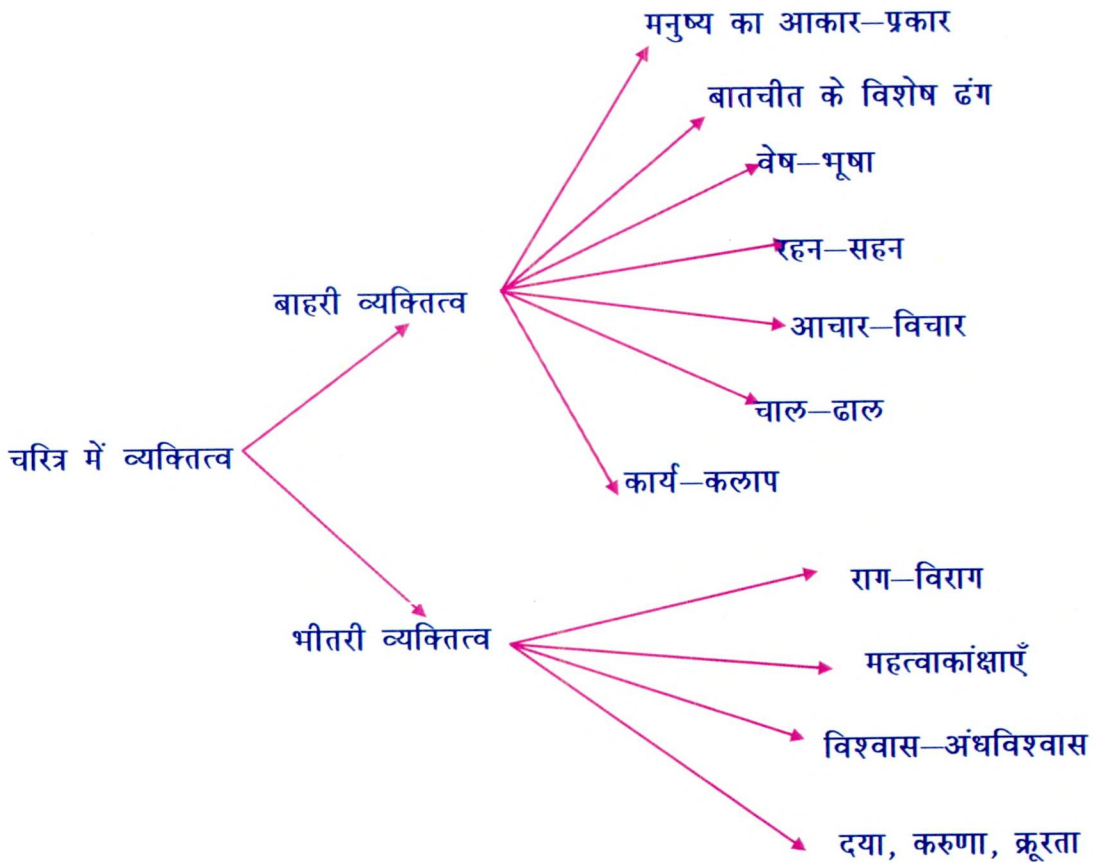 मनुष्य का आकार–प्रकार
बातचीत के विशेष ढंग
वेष–भूषा
रहन–सहन
बाहरी व्यक्तित्व
आचार–विचार
चाल–ढाल
चरित्र में व्यक्तित्व
कार्य–कलाप
राग–विराग
भीतरी व्यक्तित्व
महत्वाकांक्षाएँ
विश्वास–अंधविश्वास
दया, करुणा, क्रूरता